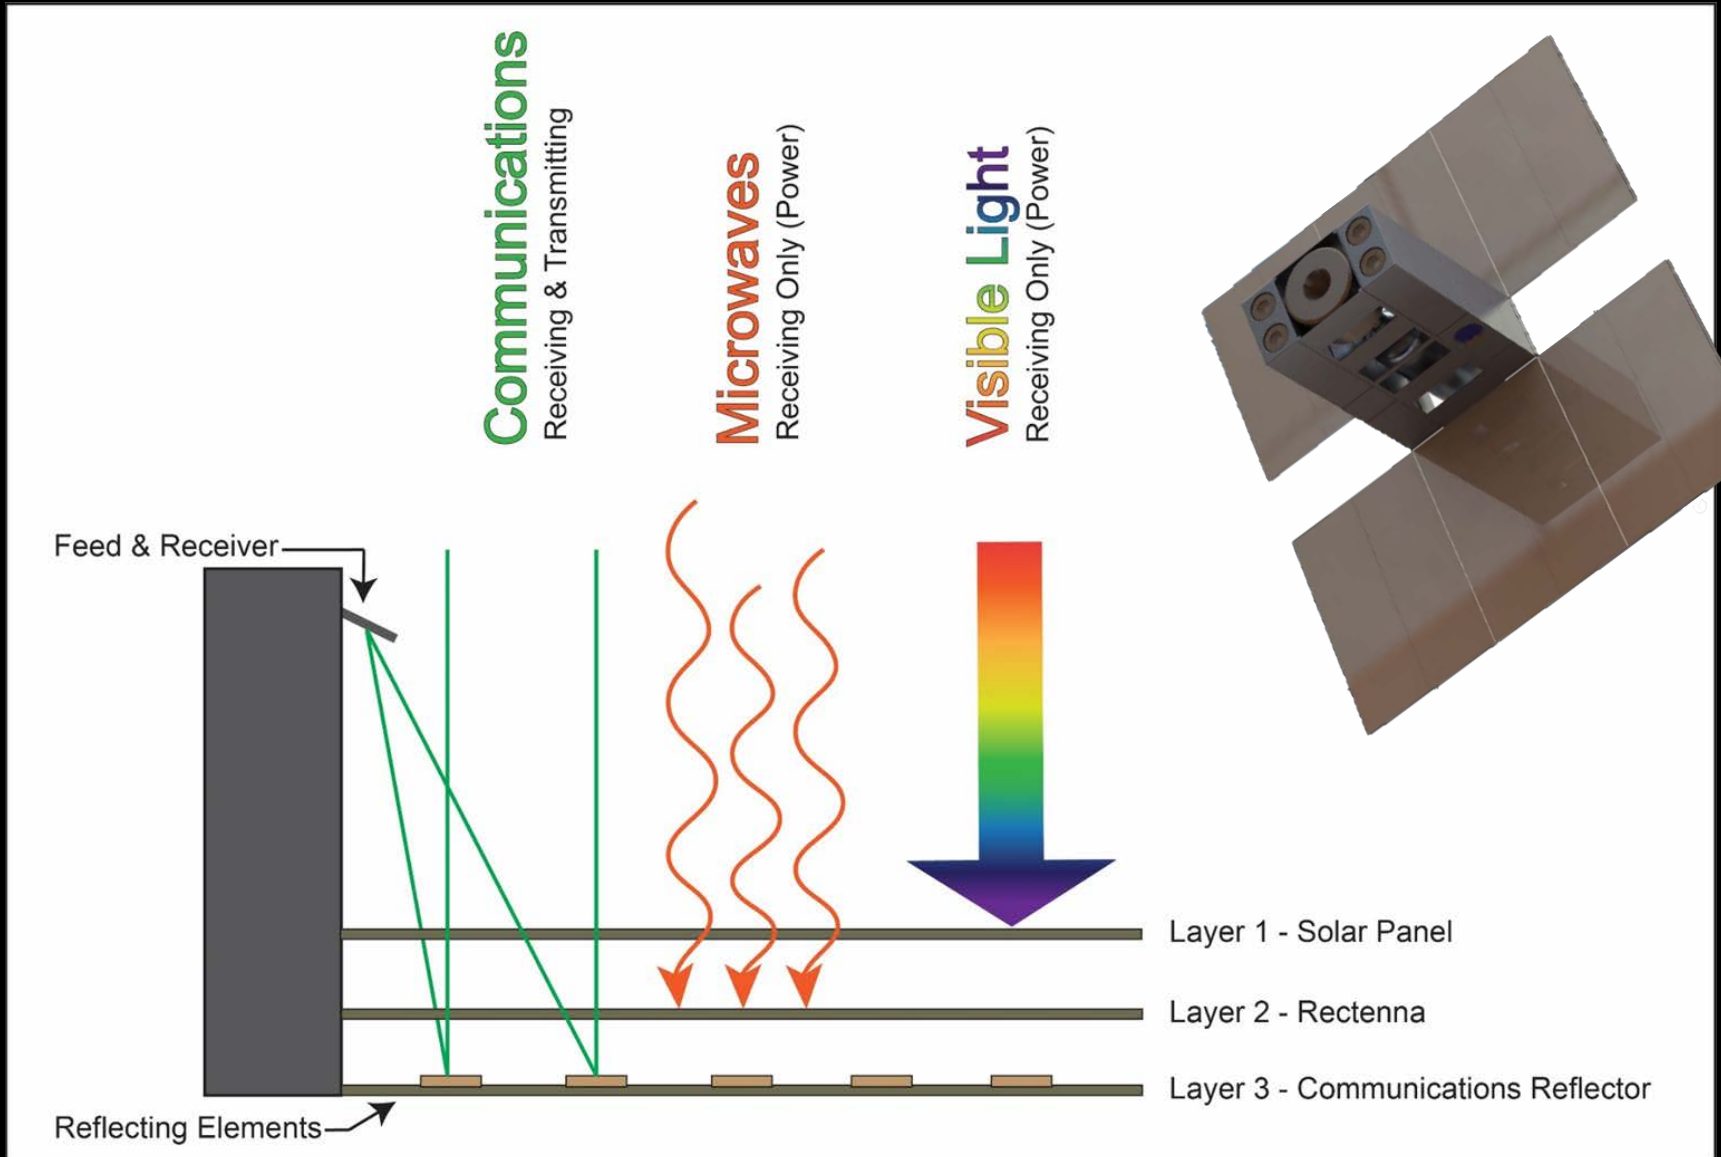 Communications
Receiving & Transmitting
Microwaves
Receiving Only (Power)
Visible Light
Receiving Only (Power)
Feed & Receiver
Layer 1 - Solar Panel
Layer 2 - Rectenna
Layer 3 - Communications Reflector
Reflecting Elements